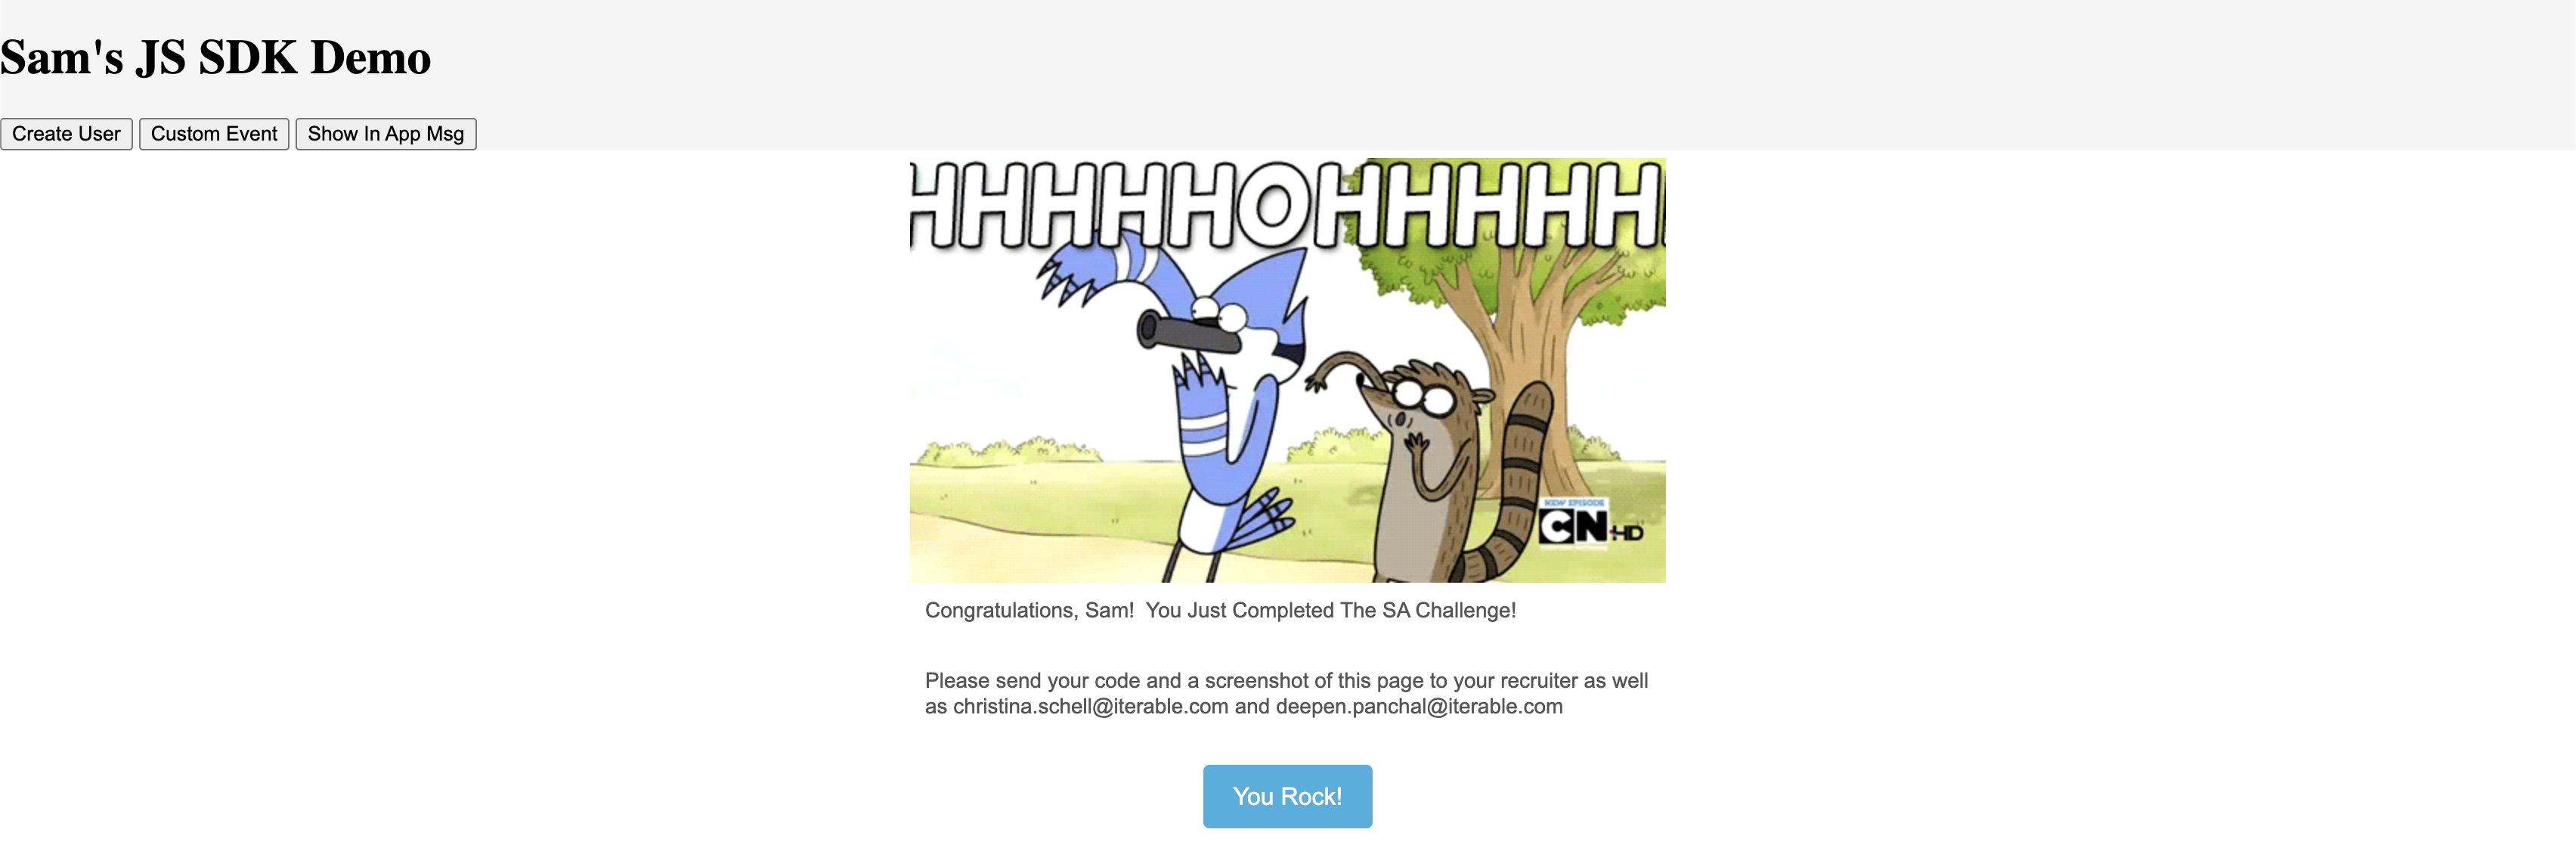 Sam's JS SDK Demo
Create User Custom Event Show In App Msg
HHHHHOHHHHH
NEW EPISODE
CN HD
Congratulations, Sam!  You Just Completed The SA Challenge!
Please send your code and a screenshot of this page to your recruiter as well
as christina.schell@iterable.com and deepen.panchal@iterable.com
You Rock!